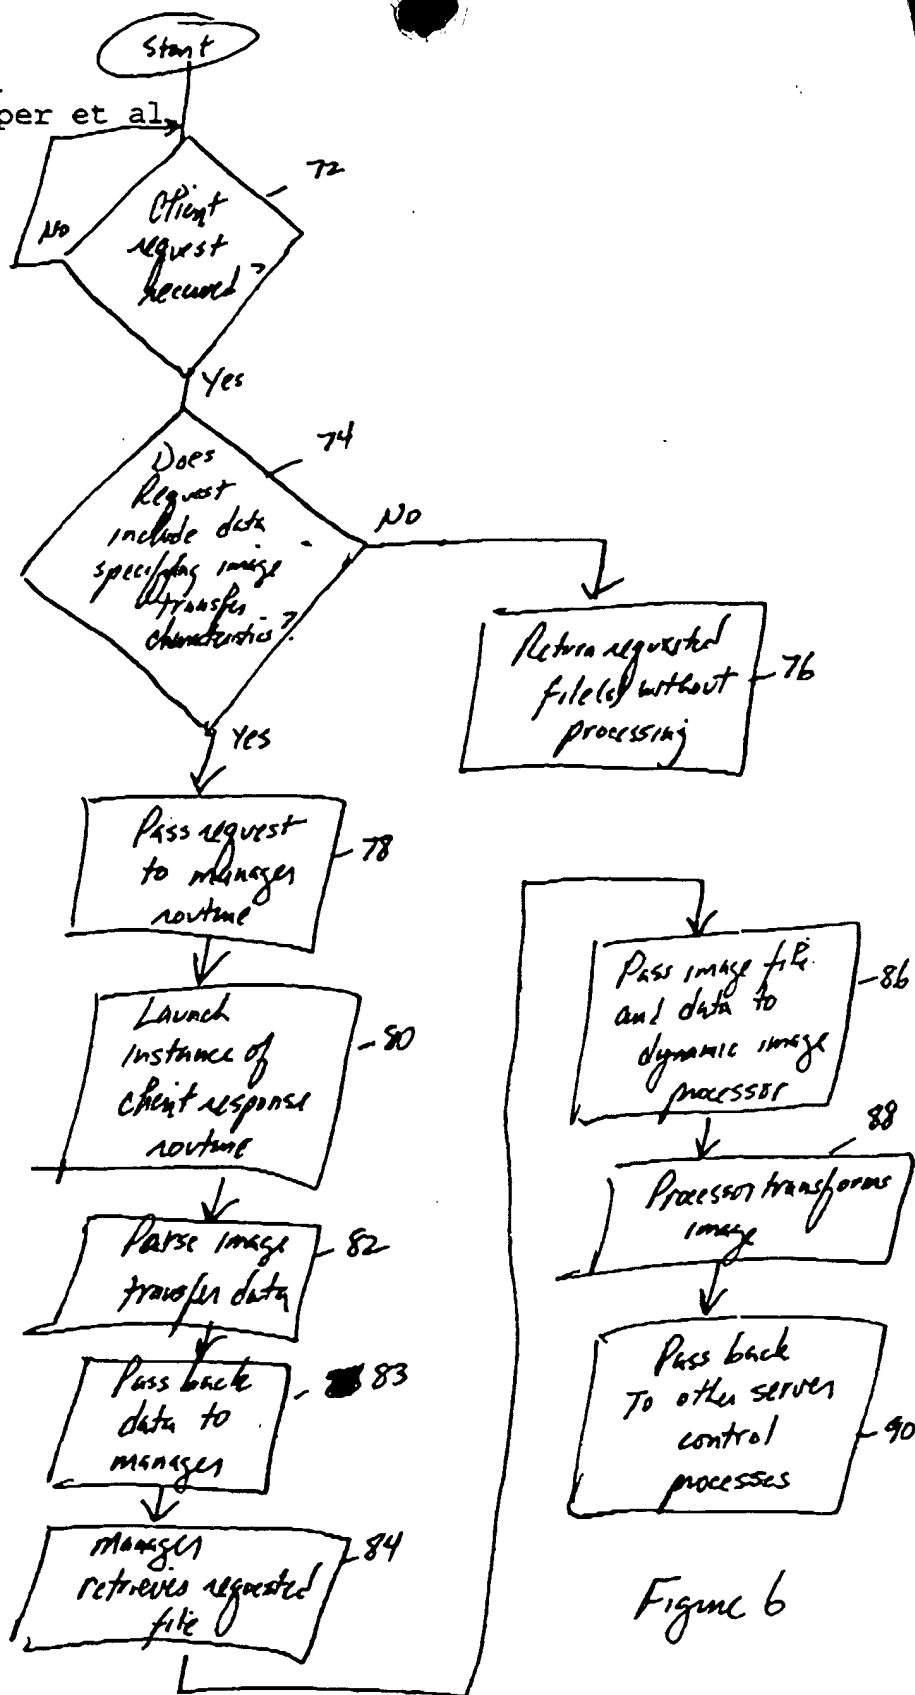 Start
per et al
72
Client
request
received?
No
Yes
74
Does
Request
include data
specifying image
transfer
characteristics?
No
Return requested
file(s) without
processing
76
Yes
Pass request
to manager
routine
78
Launch
instance of
client response
routine
80
Parse image
transfer data
82
Pass back
data to
manager
83
manager
retrieves requested
file
84
Pass image file
and data to
dynamic image
processor
86
88
Processor transforms
image
Pass back
To other server
control
processes
90
Figure 6